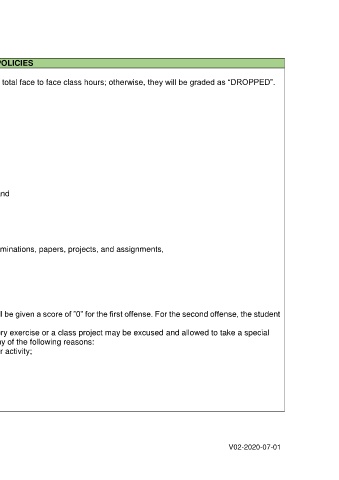 POLICIES
total face to face class hours; otherwise, they will be graded as “DROPPED”.
nd
minations, papers, projects, and assignments,
l be given a score of "0" for the first offense. For the second offense, the student
ry exercise or a class project may be excused and allowed to take a special
y of the following reasons:
r activity;
V02-2020-07-01